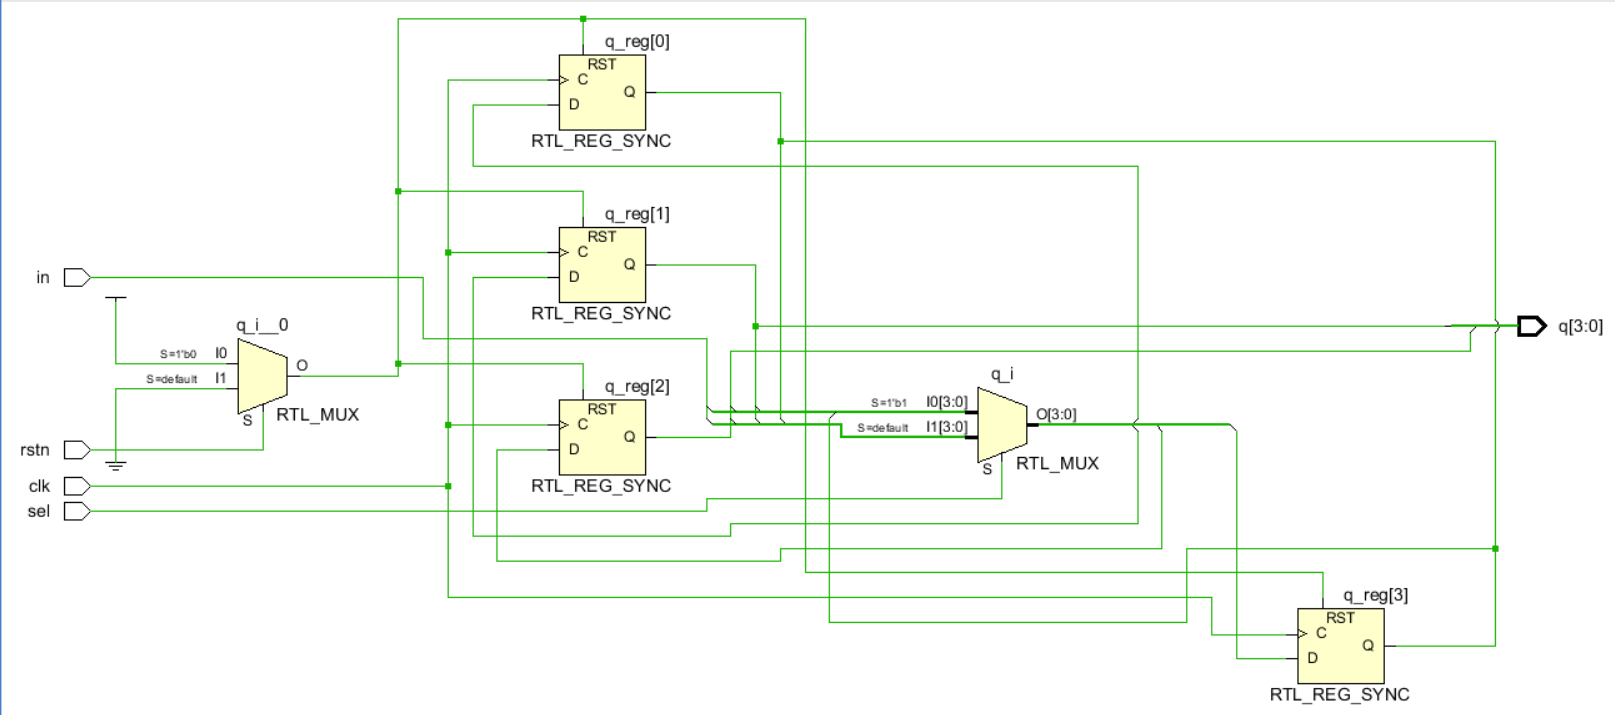 q_reg[0]
RST
C
Q
D
RTL_REG_SYNC
q_reg[1]
RST
C
Q
D
RTL_REG_SYNC
in
q_i__0
S=1'b0 I0
O
S=default I1
S
RTL_MUX
rstn
clk
sel
q_reg[2]
RST
C
Q
D
RTL_REG_SYNC
q_i
S=1'b1 I0[3:0]
O[3:0]
S=default I1[3:0]
S
RTL_MUX
q[3:0]
q_reg[3]
RST
C
Q
D
RTL_REG_SYNC